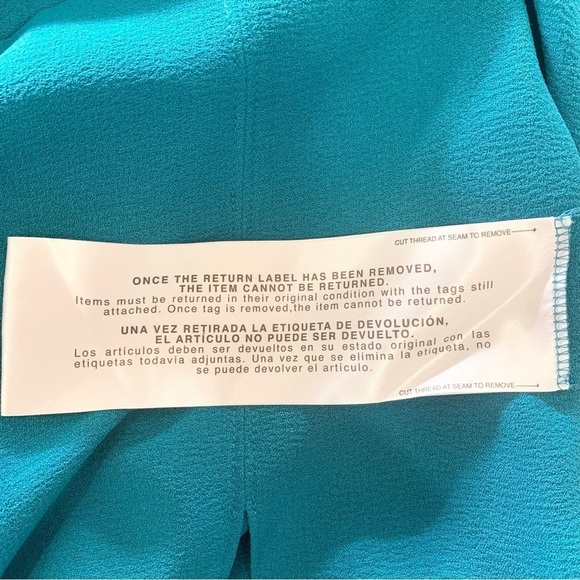 CUT THREAD AT SEAM TO REMOVE
ONCE THE RETURN LABEL HAS BEEN REMOVED,
THE ITEM CANNOT BE RETURNED.
Items must be returned in their original condition with the tags still
attached. Once tag is removed,the item cannot be returned.
UNA VEZ RETIRADA LA ETIQUETA DE DEVOLUCIÓN,
EL ARTÍCULO NO PUEDE SER DEVUELTO.
Los articulos deben ser devueltos en su estado original con las
etiquetas todavia adjuntas. Una vez que se elimina la etiqueta, no
se puede devolver el artículo.
CUT THREAD AT SEAM TO REMOVE